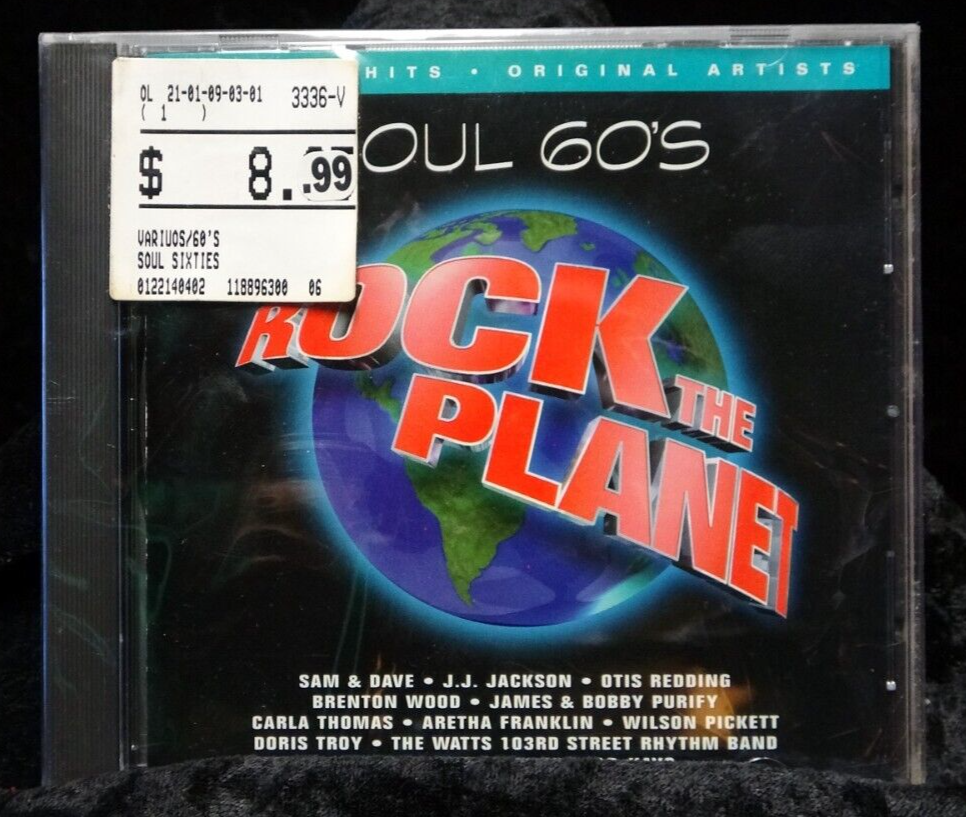 HITS • ORIGINAL ARTISTS
OL 21-01-09-03-01 3336-V
( 1 )
$ 8. .99
VARIUOS/60'S
SOUL SIXTIES
0122140402 118896300 06
OUL 60'S
ROCK
THE
PLANET
SAM & DAVE • J.J. JACKSON • OTIS REDDING
BRENTON WOOD • JAMES & BOBBY PURIFY
CARLA THOMAS • ARETHA FRANKLIN • WILSON PICKETT
DORIS TROY • THE WATTS 103RD STREET RHYTHM BAND